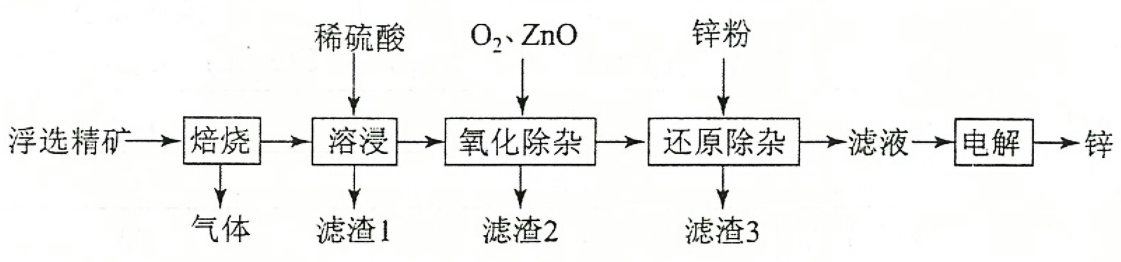 稀硫酸 O₂、ZnO 锌粉
浮选精矿 焙烧 溶浸 氧化除杂 还原除杂 滤液 电解 锌
气体 滤渣1 滤渣2 滤渣3